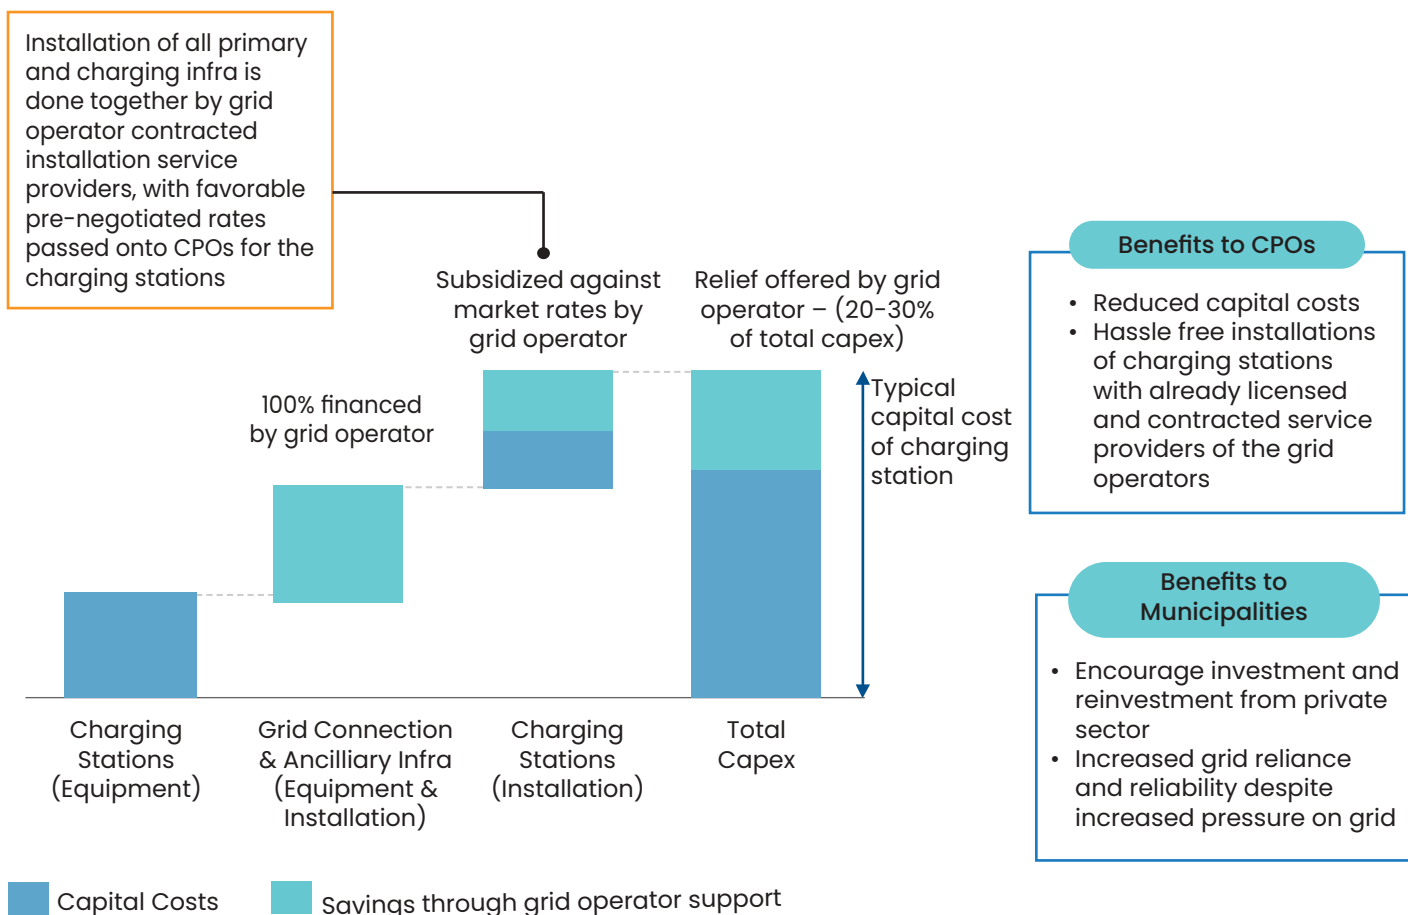 Installation of all primary
and charging infra is
done together by grid
operator contracted
installation service
providers, with favorable
pre-negotiated rates
passed onto CPOs for the
charging stations
Subsidized against
market rates by
grid operator
Relief offered by grid
operator – (20-30%
of total capex)
100% financed
by grid operator
Typical
capital cost
of charging
station
Charging
Stations
(Equipment)
Grid Connection
& Ancilliary Infra
(Equipment &
Installation)
Charging
Stations
(Installation)
Total
Capex
Capital Costs
Savings through grid operator support
Benefits to CPOs
• Reduced capital costs
• Hassle free installations
of charging stations
with already licensed
and contracted service
providers of the grid
operators
Benefits to
Municipalities
• Encourage investment and
reinvestment from private
sector
• Increased grid reliance
and reliability despite
increased pressure on grid